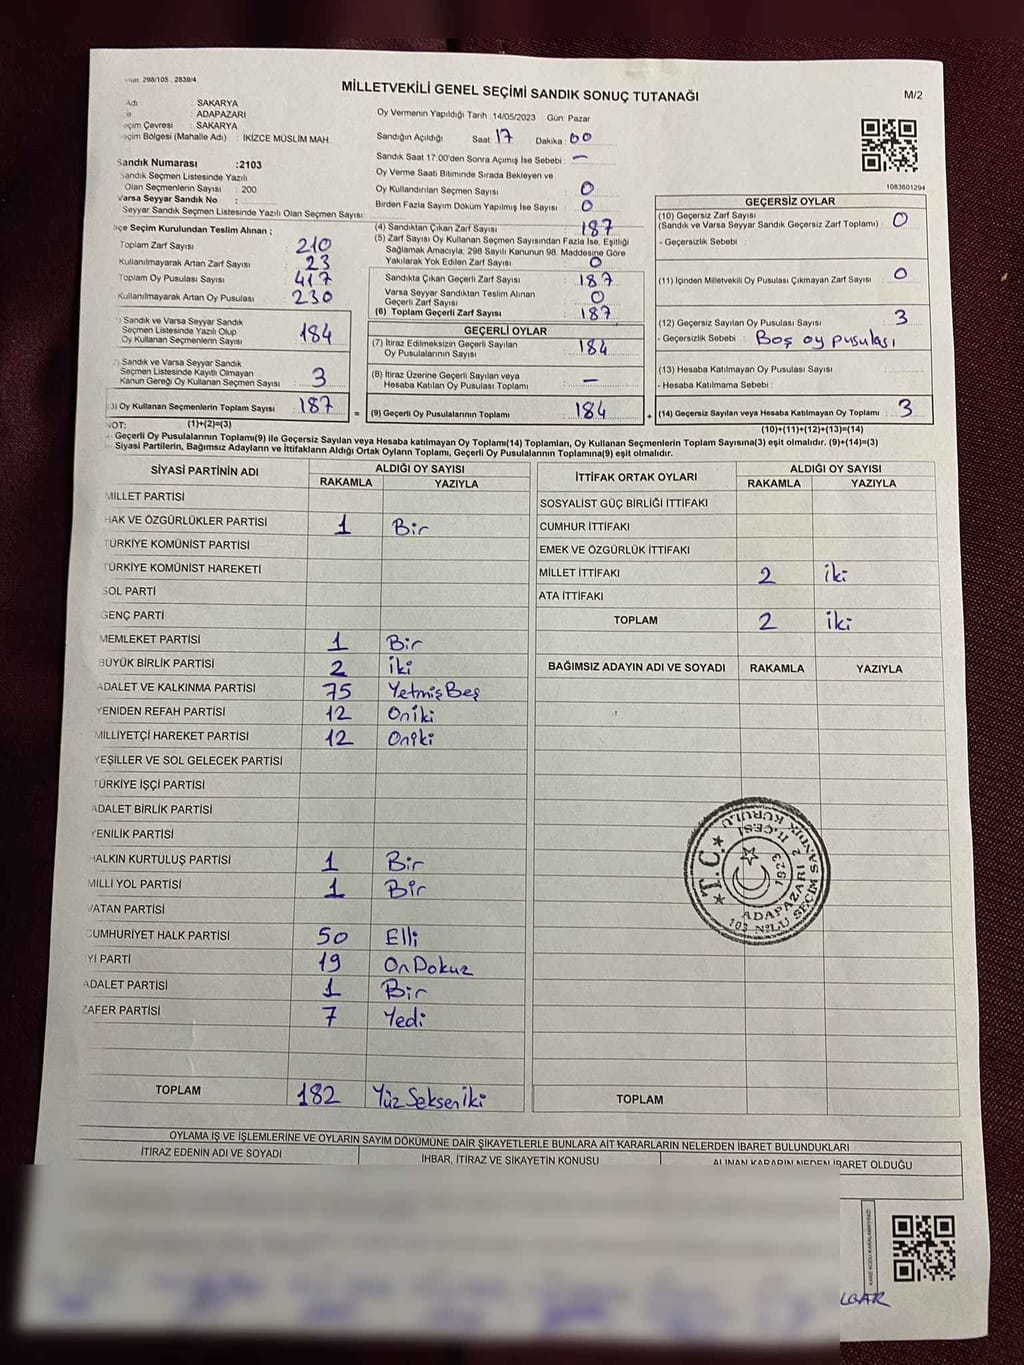 298/105 . 2839/4
MİLLETVEKİLİ GENEL SEÇİMİ SANDIK SONUÇ TUTANAĞI
M/2
Adı : SAKARYA
ADAPAZARI
eçim Çevresi : SAKARYA
eçim Bölgesi (Mahalle Adı) : İKİZCE MÜSLİM MAH.
Sandık Numarası :2103
Sandık Seçmen Listesinde Yazılı
Olan Seçmenlerin Sayısı : 200
Varsa Seyyar Sandık No :
Seyyar Sandık Seçmen Listesinde Yazılı Olan Seçmen Sayısı:
Oy Vermenin Yapıldığı Tarih : 14/05/2023 Gün : Pazar
Sandığın Açıldığı Saat : 17 Dakika : 00
Sandık Saat 17:00'den Sonra Açımış İse Sebebi : —
Oy Verme Saati Bitiminde Sırada Bekleyen ve
Oy Kullandırılan Seçmen Sayısı : 0
Birden Fazla Sayım Döküm Yapılmış İse Sayısı : 0
1083601294
İlçe Seçim Kurulundan Teslim Alınan ;
Toplam Zarf Sayısı : 210
Kullanılmayarak Artan Zarf Sayısı : 23
Toplam Oy Pusulası Sayısı : 417
Kullanılmayarak Artan Oy Pusulası : 230
(4) Sandıktan Çıkan Zarf Sayısı : 187
(5) Zarf Sayısı Oy Kullanan Seçmen Sayısından Fazla İse, Eşitliği
Sağlamak Amacıyla, 298 Sayılı Kanunun 98. Maddesine Göre
Yakılarak Yok Edilen Zarf Sayısı : 0
Sandıkta Çıkan Geçerli Zarf Sayısı : 187
Varsa Seyyar Sandıktan Teslim Alınan
Geçerli Zarf Sayısı : 0
(6) Toplam Geçerli Zarf Sayısı : 187
GEÇERSİZ OYLAR
(10) Geçersiz Zarf Sayısı
(Sandık ve Varsa Seyyar Sandık Geçersiz Zarf Toplamı) : 0
- Geçersizlik Sebebi :
(11) İçinden Milletvekili Oy Pusulası Çıkmayan Zarf Sayısı : 0
(12) Geçersiz Sayılan Oy Pusulası Sayısı : 3
- Geçersizlik Sebebi : Boş oy pusulası
(13) Hesaba Katılmayan Oy Pusulası Sayısı :
- Hesaba Katılmama Sebebi :
(1) Sandık ve Varsa Seyyar Sandık
Seçmen Listesinde Yazılı Olup
Oy Kullanan Seçmenlerin Sayısı : 184
(2) Sandık ve Varsa Seyyar Sandık
Seçmen Listesinde Kayıtlı Olmayan
Kanun Gereği Oy Kullanan Seçmen Sayısı : 3
GEÇERLİ OYLAR
(7) İtiraz Edilmeksizin Geçerli Sayılan
Oy Pusulalarının Sayısı : 184
(8) İtiraz Üzerine Geçerli Sayılan veya
Hesaba Katılan Oy Pusulası Toplamı : —
(3) Oy Kullanan Seçmenlerin Toplam Sayısı : 187 = (9) Geçerli Oy Pusulalarının Toplamı : 184 + (14) Geçersiz Sayılan veya Hesaba Katılmayan Oy Toplamı : 3
NOT: (1)+(2)=(3) (10)+(11)+(12)+(13)=(14)
- Geçerli Oy Pusulalarının Toplamı(9) ile Geçersiz Sayılan veya Hesaba katılmayan Oy Toplamı(14) Toplamları, Oy Kullanan Seçmenlerin Toplam Sayısına(3) eşit olmalıdır. (9)+(14)=(3)
- Siyasi Partilerin, Bağımsız Adayların ve İttifakların Aldığı Ortak Oyların Toplamı, Geçerli Oy Pusulalarının Toplamına(9) eşit olmalıdır.
SİYASİ PARTİNİN ADI ALDIĞI OY SAYISI
RAKAMLA YAZIYLA
MİLLET PARTİSİ
HAK VE ÖZGÜRLÜKLER PARTİSİ 1 Bir
TÜRKİYE KOMÜNİST PARTİSİ
TÜRKİYE KOMÜNİST HAREKETİ
SOL PARTİ
GENÇ PARTİ
MEMLEKET PARTİSİ 1 Bir
BÜYÜK BİRLİK PARTİSİ 2 İki
ADALET VE KALKINMA PARTİSİ 75 YetmişBeş
YENİDEN REFAH PARTİSİ 12 Oniki
MİLLİYETÇİ HAREKET PARTİSİ 12 Oniki
YEŞİLLER VE SOL GELECEK PARTİSİ
TÜRKİYE İŞÇİ PARTİSİ
ADALET BİRLİK PARTİSİ
YENİLİK PARTİSİ
HALKIN KURTULUŞ PARTİSİ 1 Bir
MİLLİ YOL PARTİSİ 1 Bir
VATAN PARTİSİ
CUMHURİYET HALK PARTİSİ 50 Elli
İYİ PARTİ 19 OnDokuz
ADALET PARTİSİ 1 Bir
ZAFER PARTİSİ 7 Yedi
TOPLAM 182 YüzSekseniki
İTTİFAK ORTAK OYLARI ALDIĞI OY SAYISI
RAKAMLA YAZIYLA
SOSYALİST GÜÇ BİRLİĞİ İTTİFAKI
CUMHUR İTTİFAKI
EMEK VE ÖZGÜRLÜK İTTİFAKI
MİLLET İTTİFAKI 2 iki
ATA İTTİFAKI
TOPLAM 2 iki
BAĞIMSIZ ADAYIN ADI VE SOYADI RAKAMLA YAZIYLA
T.C.
ADAPAZARI 2. İLÇESİ
103 NOLU SEÇİM SANDIK KURULU
1923
TOPLAM
OYLAMA İŞ VE İŞLEMLERİNE VE OYLARIN SAYIM DÖKÜMÜNE DAİR ŞİKAYETLERLE BUNLARA AİT KARARLARIN NELERDEN İBARET BULUNDUKLARI
İTİRAZ EDENİN ADI VE SOYADI İHBAR, İTİRAZ VE ŞİKAYETİN KONUSU ALINAN KARARIN NEDEN İBARET OLDUĞU